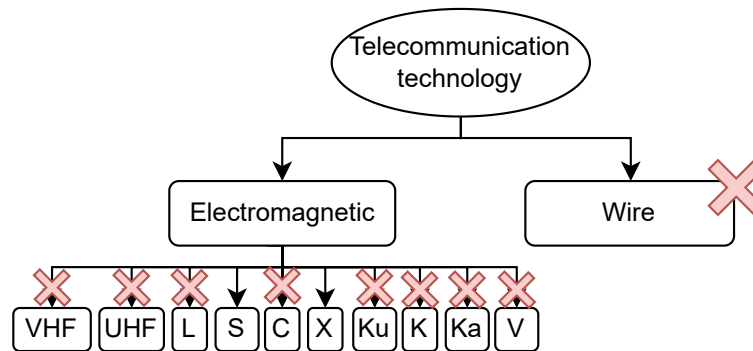 Telecommunication
technology
Electromagnetic
Wire
VHF
UHF
L
S
C
X
Ku
K
Ka
V